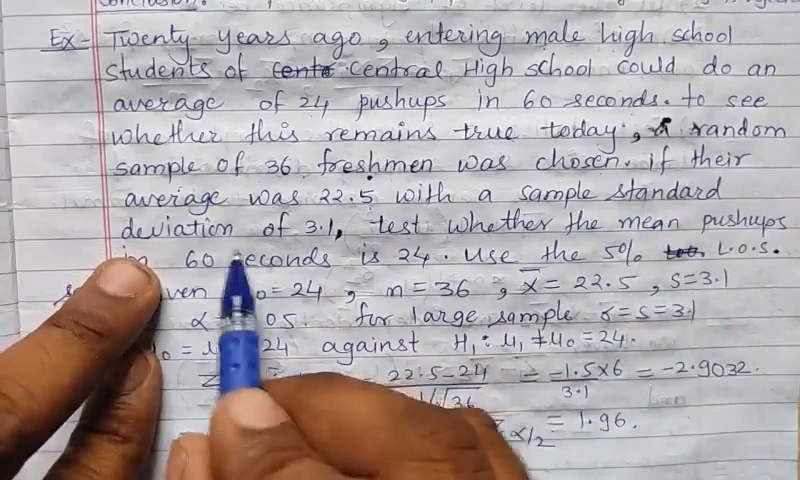 Ex- Twenty years ago, entering male high school
students of central High school could do an
average of 24 pushups in 60 seconds. to see
whether this remains true today, a random
sample of 36 freshmen was chosen. if their
average was 22.5 with a sample standard
deviation of 3.1, test whether the mean pushups
in 60 seconds is 24. Use the 5% L.O.S.
= 24, n = 36, x̄ = 22.5, s = 3.1
α 05. for large sample s = 3.1
24 against H₁: μ₁ ≠ μ₀ = 24.
Z 22.5-24 = -1.5×6 = -2.9032.
√36 3.1
α/2 = 1.96.